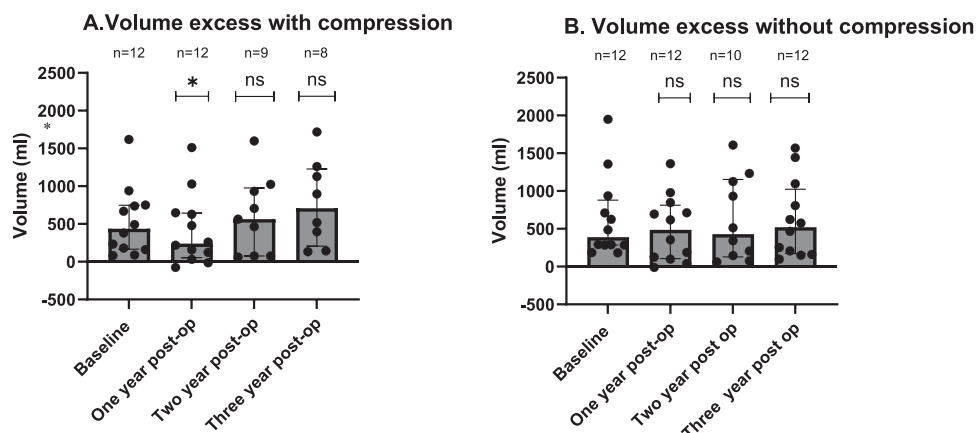 A.Volume excess with compression
n=12 n=12 n=9 n=8
* ns ns
2500
2000
1500
1000
500
0
-500
Volume (ml)
*
Baseline
One year post-op
Two year post-op
Three year post-op
B. Volume excess without compression
n=12 n=12 n=10 n=12
ns ns ns
2500
2000
1500
1000
500
0
-500
Volume (ml)
Baseline
One year post-op
Two year post op
Three year post op